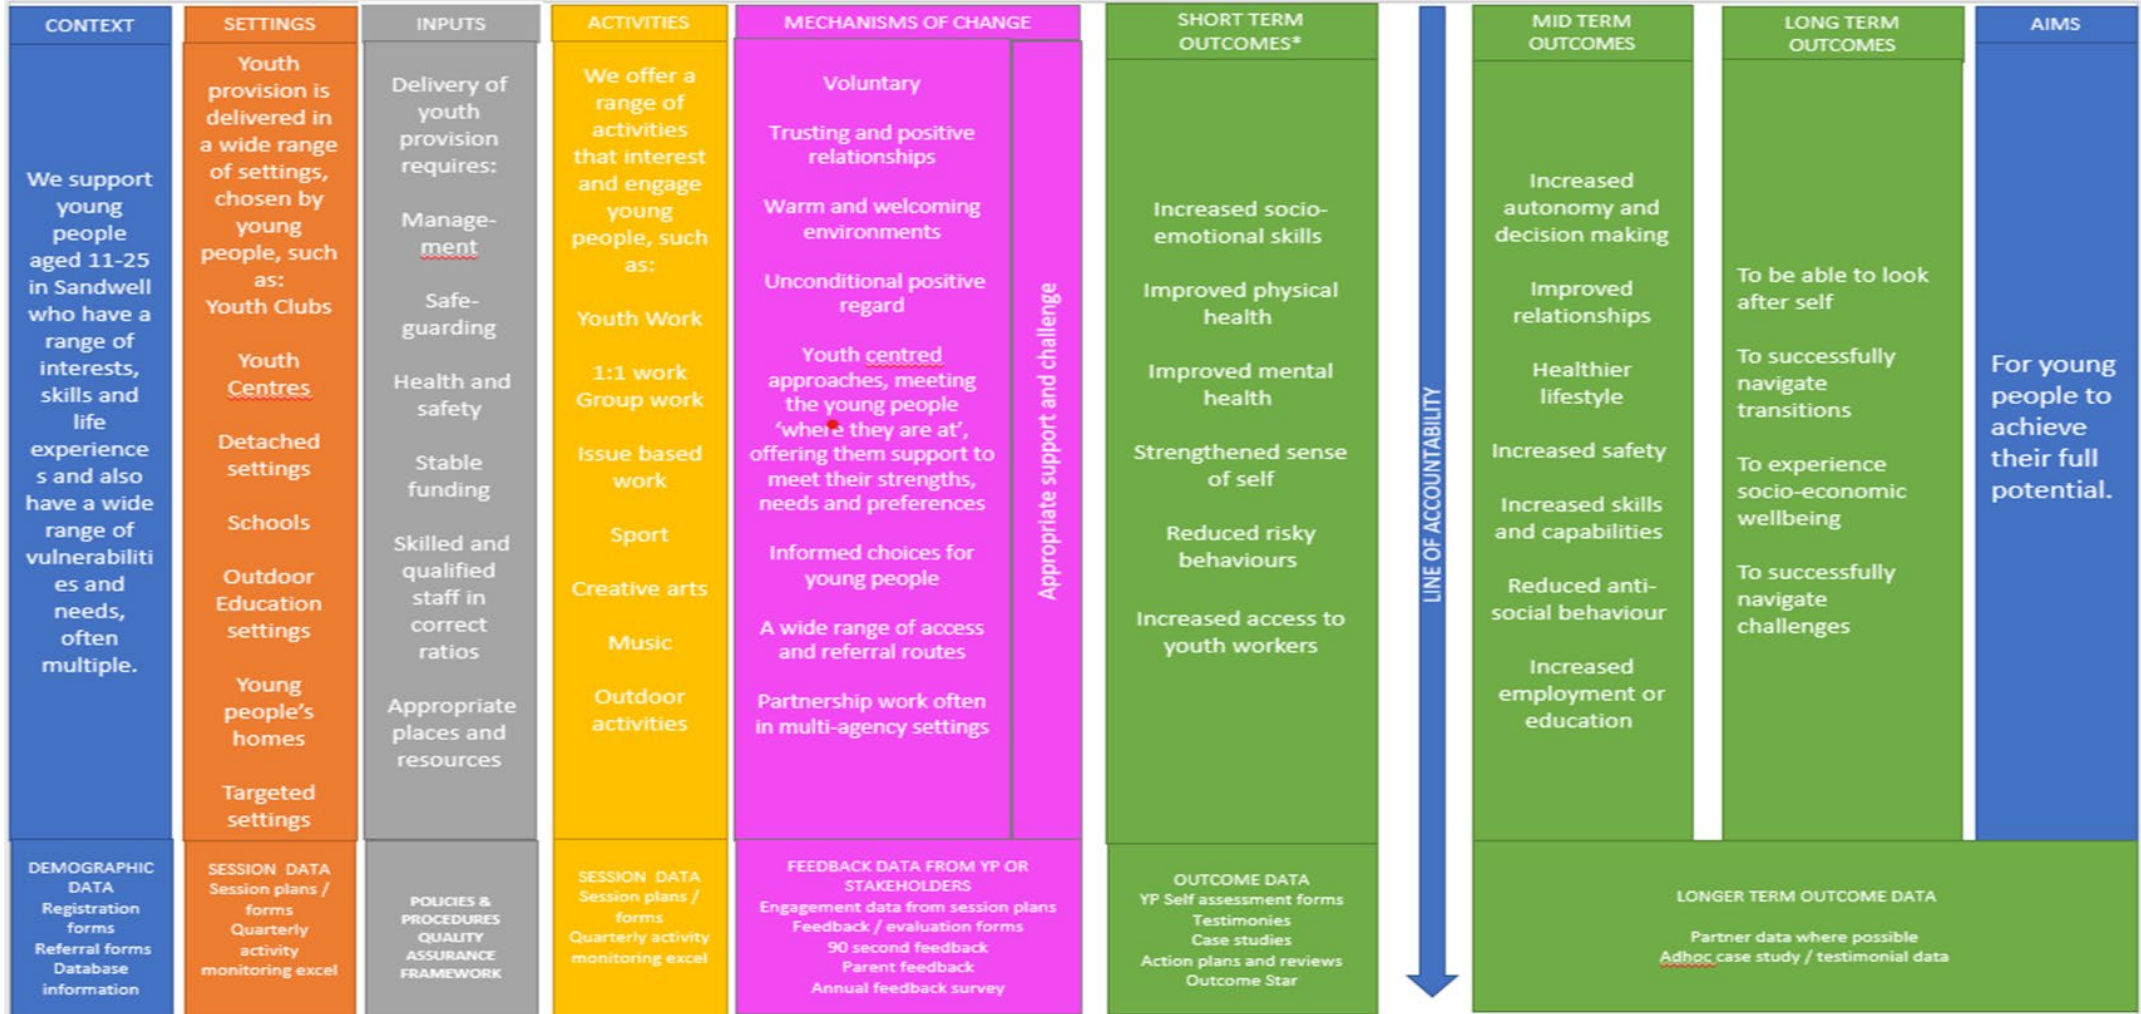 CONTEXT
We support
young
people
aged 11-25
in Sandwell
who have a
range of
interests,
skills and
life
experience
s and also
have a wide
range of
vulnerabiliti
es and
needs,
often
multiple.
DEMOGRAPHIC
DATA
Registration
forms
Referral forms
Database
information
SETTINGS
Youth
provision is
delivered in
a wide range
of settings,
chosen by
young
people, such
as:
Youth Clubs
Youth
Centres
Detached
settings
Schools
Outdoor
Education
settings
Young
people's
homes
Targeted
settings
SESSION DATA
Session plans /
forms
Quarterly
activity
monitoring excel
INPUTS
Delivery of
youth
provision
requires:
Manage-
ment
Safe-
guarding
Health and
safety
Stable
funding
Skilled and
qualified
staff in
correct
ratios
Appropriate
places and
resources
POLICIES &
PROCEDURES
QUALITY
ASSURANCE
FRAMEWORK
ACTIVITIES
We offer a
range of
activities
that interest
and engage
young
people, such
as:
Youth Work
1:1 work
Group work
Issue based
work
Sport
Creative arts
Music
Outdoor
activities
SESSION DATA
Session plans /
forms
Quarterly activity
monitoring excel
MECHANISMS OF CHANGE
Voluntary
Trusting and positive
relationships
Warm and welcoming
environments
Unconditional positive
regard
Youth centred
approaches, meeting
the young people
'where they are at',
offering them support to
meet their strengths,
needs and preferences
Informed choices for
young people
A wide range of access
and referral routes
Partnership work often
in multi-agency settings
Appropriate support and challenge
FEEDBACK DATA FROM YP OR
STAKEHOLDERS
Engagement data from session plans
Feedback / evaluation forms
90 second feedback
Parent feedback
Annual feedback survey
SHORT TERM
OUTCOMES*
Increased socio-
emotional skills
Improved physical
health
Improved mental
health
Strengthened sense
of self
Reduced risky
behaviours
Increased access to
youth workers
OUTCOME DATA
YP Self assessment forms
Testimonies
Case studies
Action plans and reviews
Outcome Star
LINE OF ACCOUNTABILITY
MID TERM
OUTCOMES
Increased
autonomy and
decision making
Improved
relationships
Healthier
lifestyle
Increased safety
Increased skills
and capabilities
Reduced anti-
social behaviour
Increased
employment or
education
LONG TERM
OUTCOMES
To be able to look
after self
To successfully
navigate
transitions
To experience
socio-economic
wellbeing
To successfully
navigate
challenges
AIMS
For young
people to
achieve
their full
potential.
LONGER TERM OUTCOME DATA
Partner data where possible
Adhoc case study / testimonial data